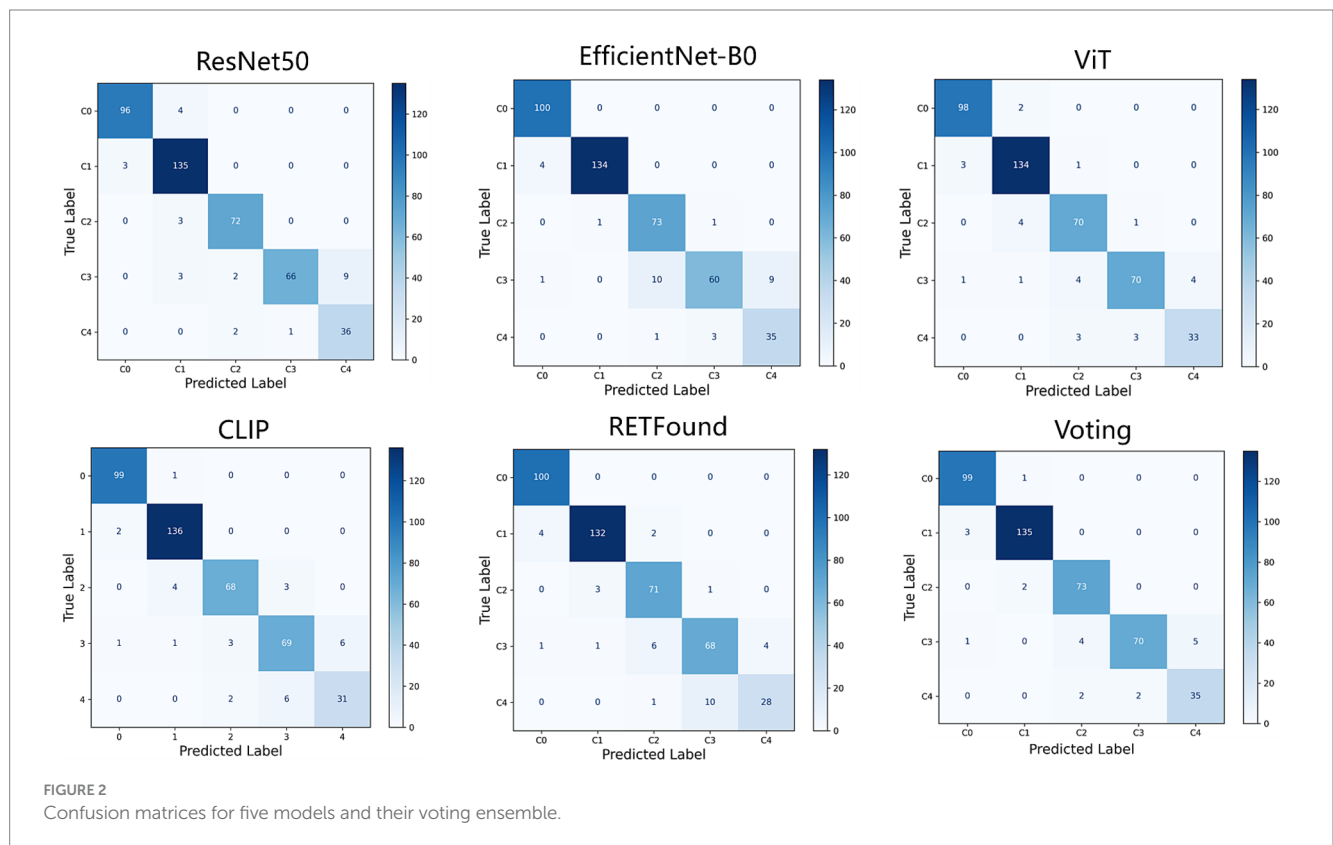 ResNet50
C0 96 4 0 0 0
C1 3 135 0 0 0
C2 0 3 72 0 0
C3 0 3 2 66 9
C4 0 0 2 1 36
C0 C1 C2 C3 C4
True Label
Predicted Label
120
100
80
60
40
20
0
EfficientNet-B0
C0 100 0 0 0 0
C1 4 134 0 0 0
C2 0 1 73 1 0
C3 1 0 10 60 9
C4 0 0 1 3 35
C0 C1 C2 C3 C4
True Label
Predicted Label
120
100
80
60
40
20
0
ViT
C0 98 2 0 0 0
C1 3 134 1 0 0
C2 0 4 70 1 0
C3 1 1 4 70 4
C4 0 0 3 3 33
C0 C1 C2 C3 C4
True Label
Predicted Label
120
100
80
60
40
20
0
CLIP
0 99 1 0 0 0
1 2 136 0 0 0
2 0 4 68 3 0
3 1 1 3 69 6
4 0 0 2 6 31
0 1 2 3 4
True Label
Predicted Label
120
100
80
60
40
20
0
RETFound
C0 100 0 0 0 0
C1 4 132 2 0 0
C2 0 3 71 1 0
C3 1 1 6 68 4
C4 0 0 1 10 28
C0 C1 C2 C3 C4
True Label
Predicted Label
120
100
80
60
40
20
0
Voting
C0 99 1 0 0 0
C1 3 135 0 0 0
C2 0 2 73 0 0
C3 1 0 4 70 5
C4 0 0 2 2 35
C0 C1 C2 C3 C4
True Label
Predicted Label
120
100
80
60
40
20
0
FIGURE 2
Confusion matrices for five models and their voting ensemble.